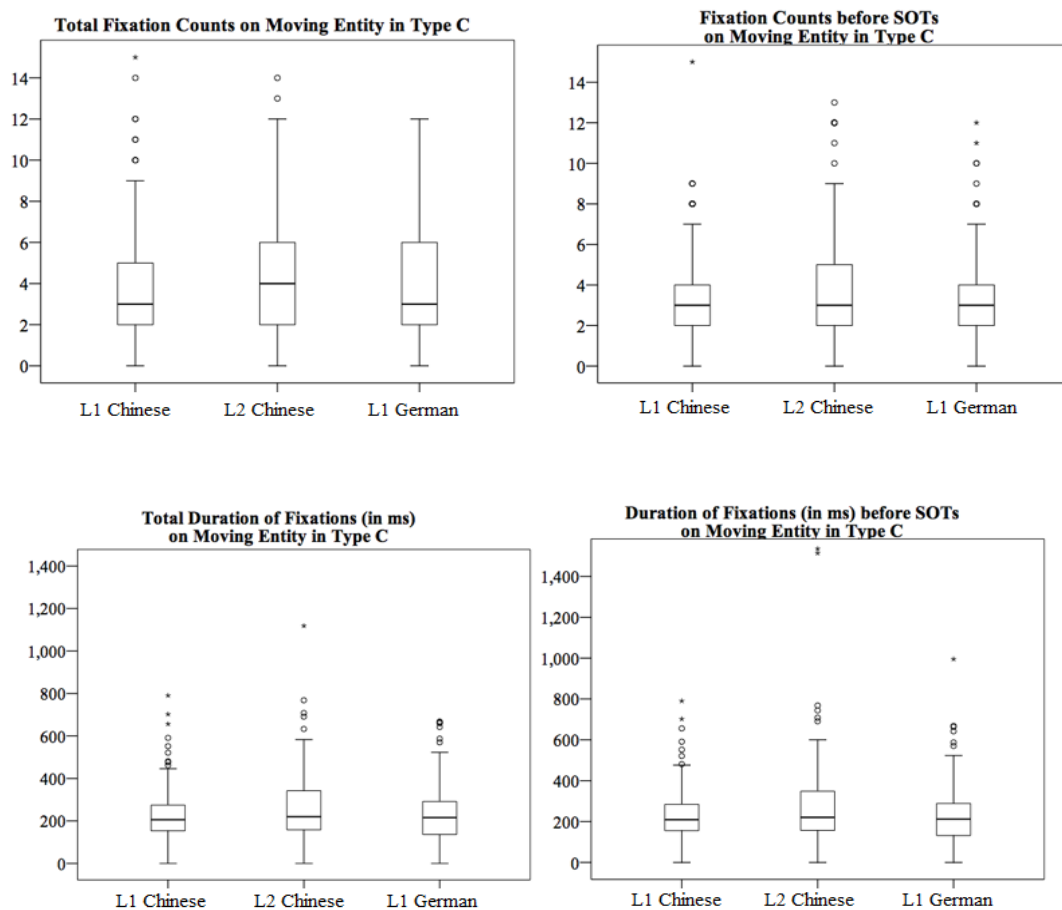 Total Fixation Counts on Moving Entity in Type C
14
12
10
8
6
4
2
0
L1 Chinese L2 Chinese L1 German
Fixation Counts before SOTs
on Moving Entity in Type C
14
12
10
8
6
4
2
0
L1 Chinese L2 Chinese L1 German
Total Duration of Fixations (in ms)
on Moving Entity in Type C
1,400
1,200
1,000
800
600
400
200
0
L1 Chinese L2 Chinese L1 German
Duration of Fixations (in ms) before SOTs
on Moving Entity in Type C
1,400
1,200
1,000
800
600
400
200
0
L1 Chinese L2 Chinese L1 German